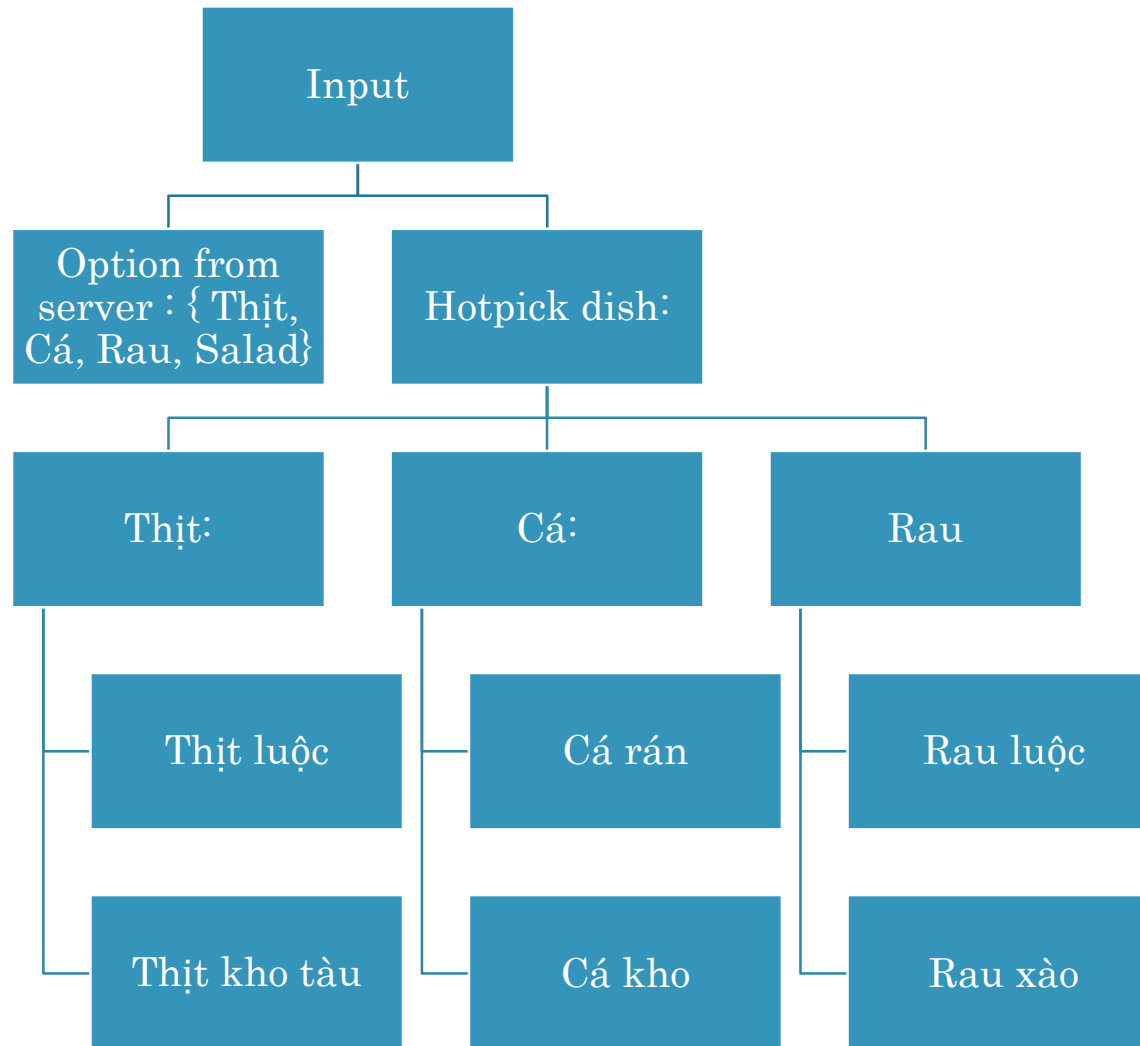 Input
Option from
server : { Thịt,
Cá, Rau, Salad}
Hotpick dish:
Thịt:
Cá:
Rau
Thịt luộc
Cá rán
Rau luộc
Thịt kho tàu
Cá kho
Rau xào